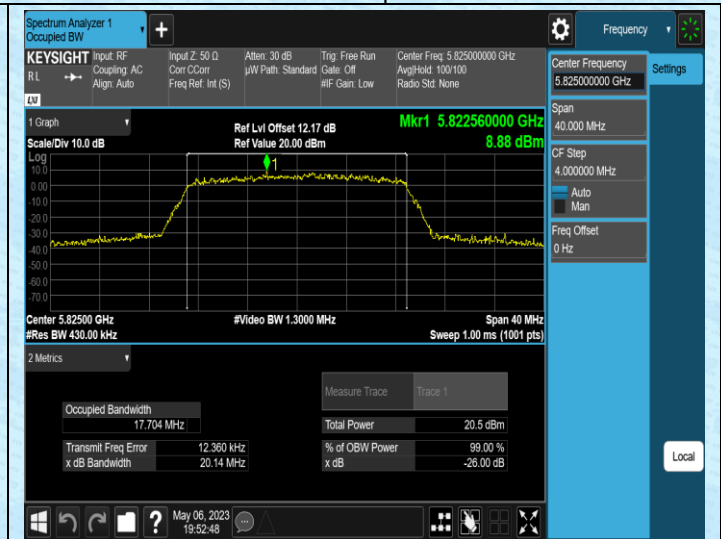 Spectrum Analyzer 1
Occupied BW
+
Frequency
KEYSIGHT
R L
LXI
Input: RF
Coupling: AC
Align: Auto
Input Z: 50 Ω
Corr CCorr
Freq Ref: Int (S)
Atten: 30 dB
µW Path: Standard
Trig: Free Run
Gate: Off
#IF Gain: Low
Center Freq: 5.825000000 GHz
Avg|Hold: 100/100
Radio Std: None
Center Frequency
5.825000000 GHz
Settings
Span
40.000 MHz
CF Step
4.000000 MHz
Auto
Man
Freq Offset
0 Hz
1 Graph
Scale/Div 10.0 dB
Ref Lvl Offset 12.17 dB
Ref Value 20.00 dBm
Mkr1 5.822560000 GHz
8.88 dBm
Log
10.0
0.00
-10.0
-20.0
-30.0
-40.0
-50.0
-60.0
-70.0
1
Center 5.82500 GHz
#Res BW 430.00 kHz
#Video BW 1.3000 MHz
Span 40 MHz
Sweep 1.00 ms (1001 pts)
2 Metrics
Measure Trace
Trace 1
Occupied Bandwidth
17.704 MHz
Total Power
20.5 dBm
Transmit Freq Error
12.360 kHz
% of OBW Power
99.00 %
x dB Bandwidth
20.14 MHz
x dB
-26.00 dB
Local
?
May 06, 2023
19:52:48